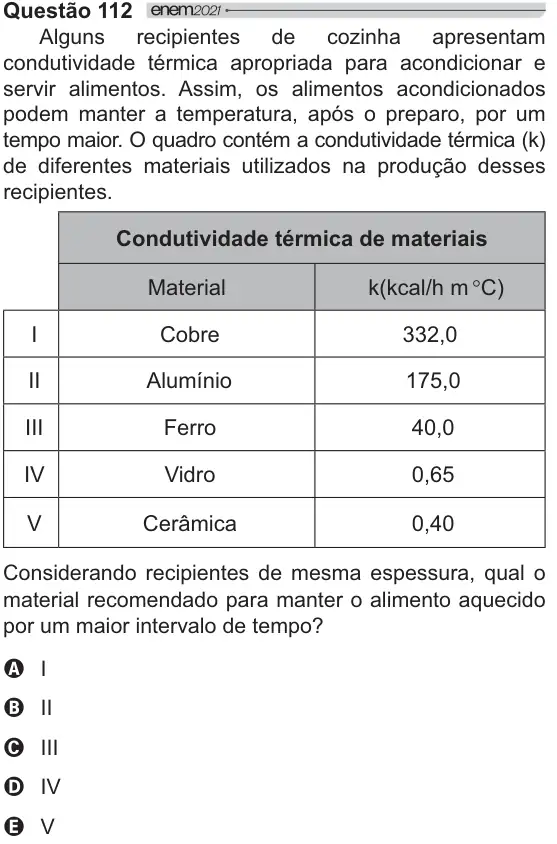 Questão 112 enem2021
Alguns recipientes de cozinha apresentam
condutividade térmica apropriada para acondicionar e
servir alimentos. Assim, os alimentos acondicionados
podem manter a temperatura, após o preparo, por um
tempo maior. O quadro contém a condutividade térmica (k)
de diferentes materiais utilizados na produção desses
recipientes.
Condutividade térmica de materiais
Material k(kcal/h m °C)
I Cobre 332,0
II Alumínio 175,0
III Ferro 40,0
IV Vidro 0,65
V Cerâmica 0,40
Considerando recipientes de mesma espessura, qual o
material recomendado para manter o alimento aquecido
por um maior intervalo de tempo?
A I
B II
C III
D IV
E V